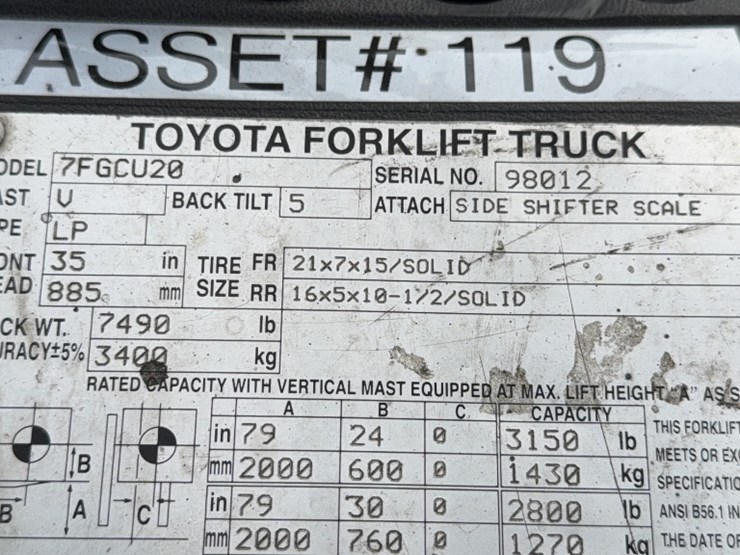 ASSET# 119
TOYOTA FORKLIFT TRUCK
ODEL 7FGCU20 SERIAL NO. 98012
AST V BACK TILT 5 ATTACH SIDE SHIFTER SCALE
PE LP
ONT 35 in TIRE FR 21x7x15/SOLID
EAD 885 mm SIZE RR 16x5x10-1/2/SOLID
CK WT. 7490 lb
URACY±5% 3400 kg
RATED CAPACITY WITH VERTICAL MAST EQUIPPED AT MAX. LIFT HEIGHT "A" AS S
A B C CAPACITY
in 79 24 0 3150 lb THIS FORKLIFT
mm 2000 600 0 1430 kg MEETS OR EX
SPECIFICATIO
in 79 30 0 2800 lb ANSI B56.1 IN
mm 2000 760 0 1270 kg THE DATE OF
B
B A C